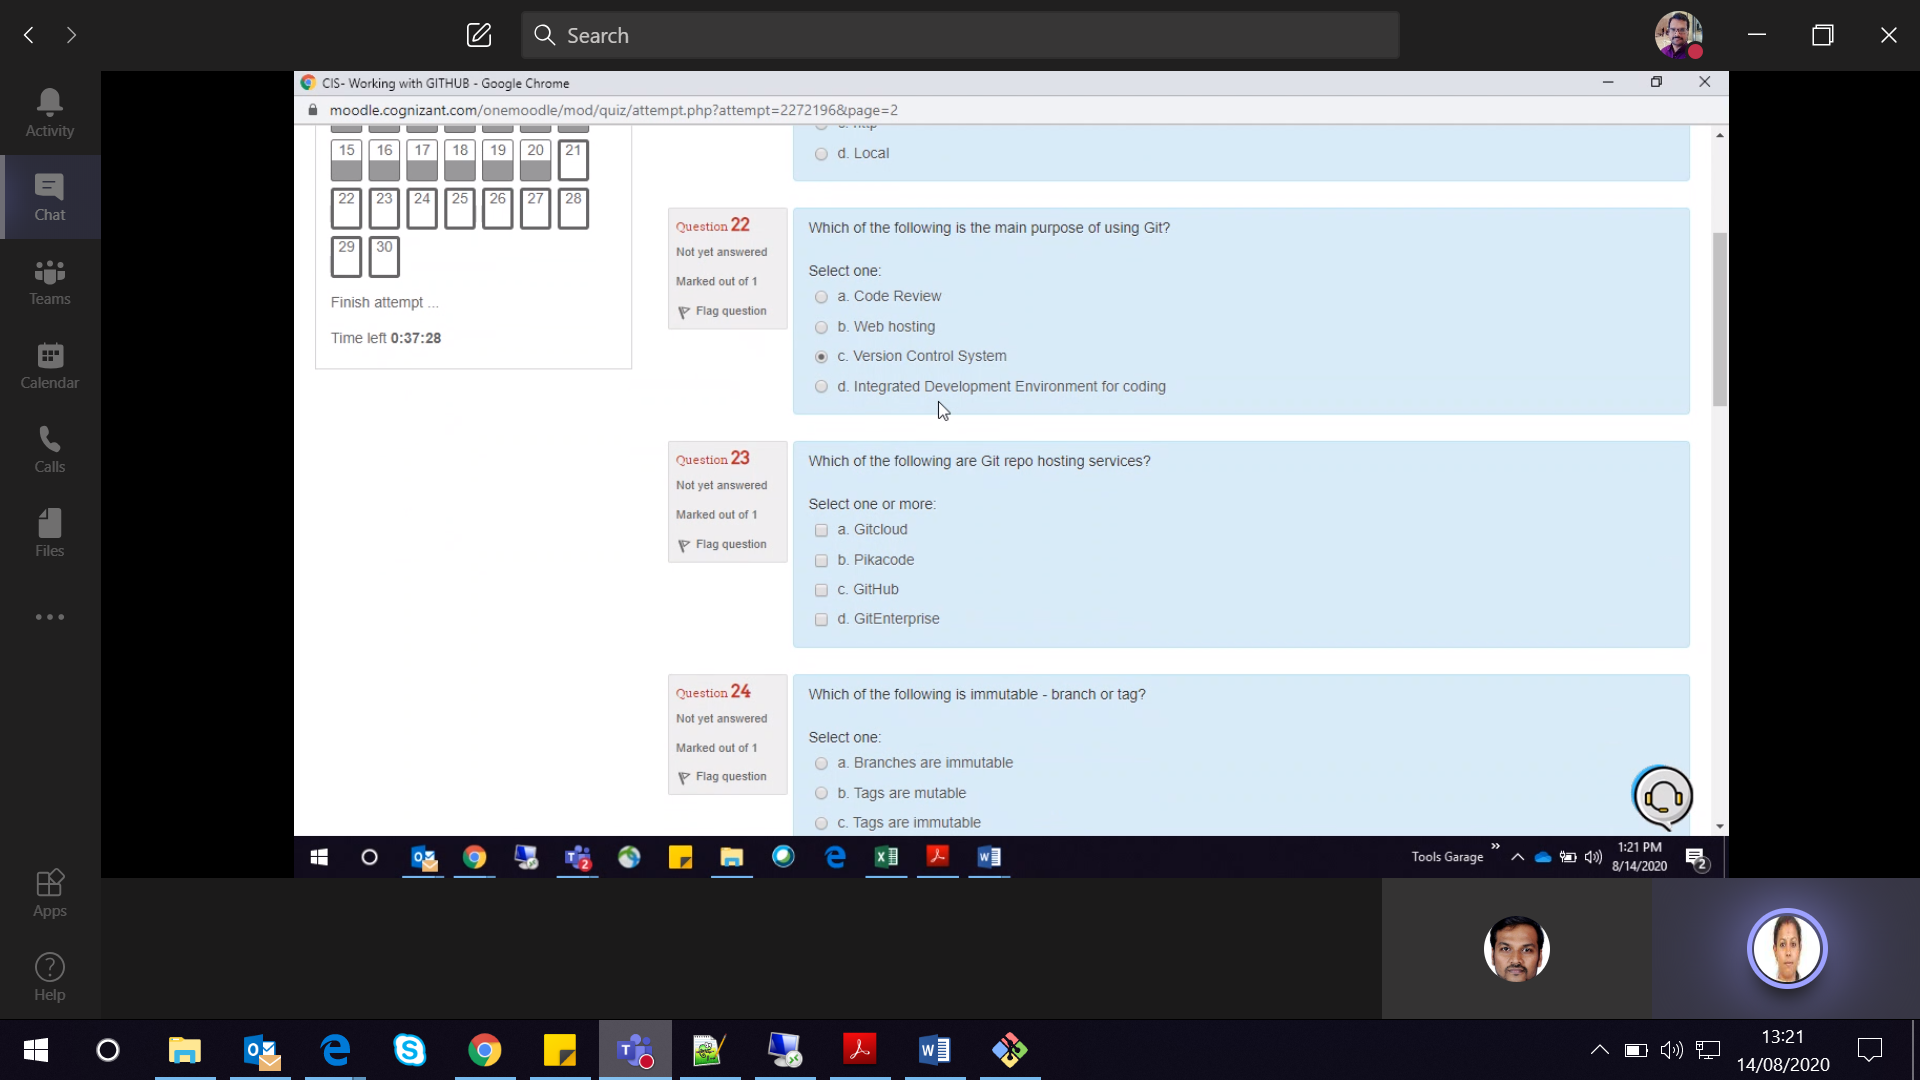 Search
CIS- Working with GITHUB - Google Chrome
moodle.cognizant.com/onemoodle/mod/quiz/attempt.php?attempt=2272196&page=2
Activity
Chat
Teams
Calendar
Calls
Files
Apps
Help
15 16 17 18 19 20 21
22 23 24 25 26 27 28
29 30
Finish attempt ...
Time left 0:37:28
c. http
d. Local
Question 22
Not yet answered
Marked out of 1
Flag question
Which of the following is the main purpose of using Git?
Select one:
a. Code Review
b. Web hosting
c. Version Control System
d. Integrated Development Environment for coding
Question 23
Not yet answered
Marked out of 1
Flag question
Which of the following are Git repo hosting services?
Select one or more:
a. Gitcloud
b. Pikacode
c. GitHub
d. GitEnterprise
Question 24
Not yet answered
Marked out of 1
Flag question
Which of the following is immutable - branch or tag?
Select one:
a. Branches are immutable
b. Tags are mutable
c. Tags are immutable
Tools Garage
1:21 PM
8/14/2020
2
13:21
14/08/2020